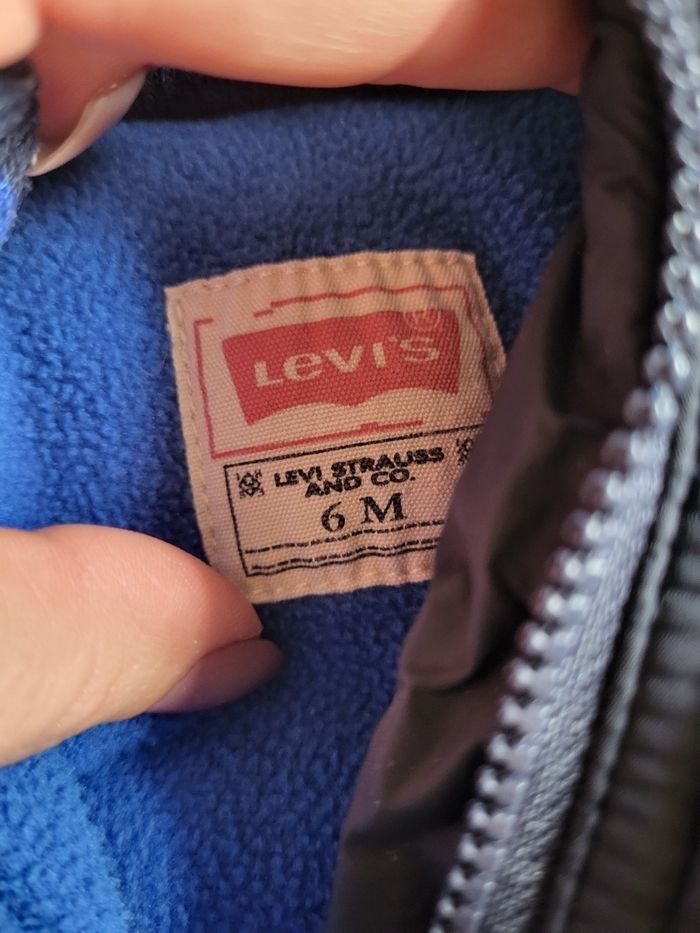 Levi's
LEVI STRAUSS
AND CO.
6 M